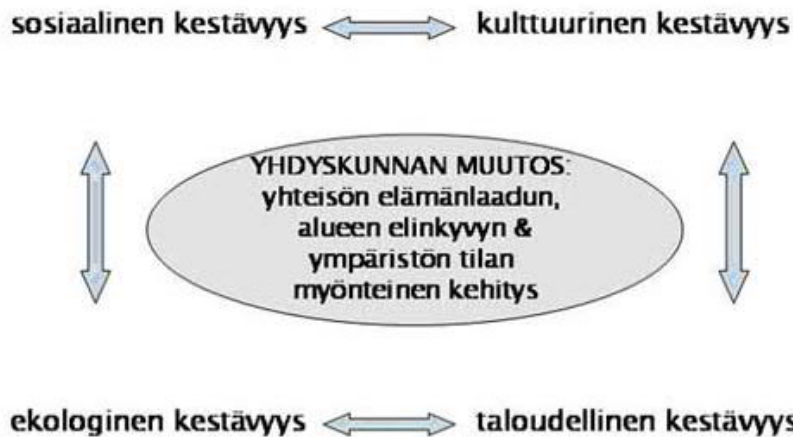 sosiaalinen kestävyys kulttuurinen kestävyys
YHDYSKUNNAN MUUTOS:
yhteisön elämänlaadun,
alueen elinkyvyn &
ympäristön tilan
myönteinen kehitys
ekologinen kestävyys taloudellinen kestävyys